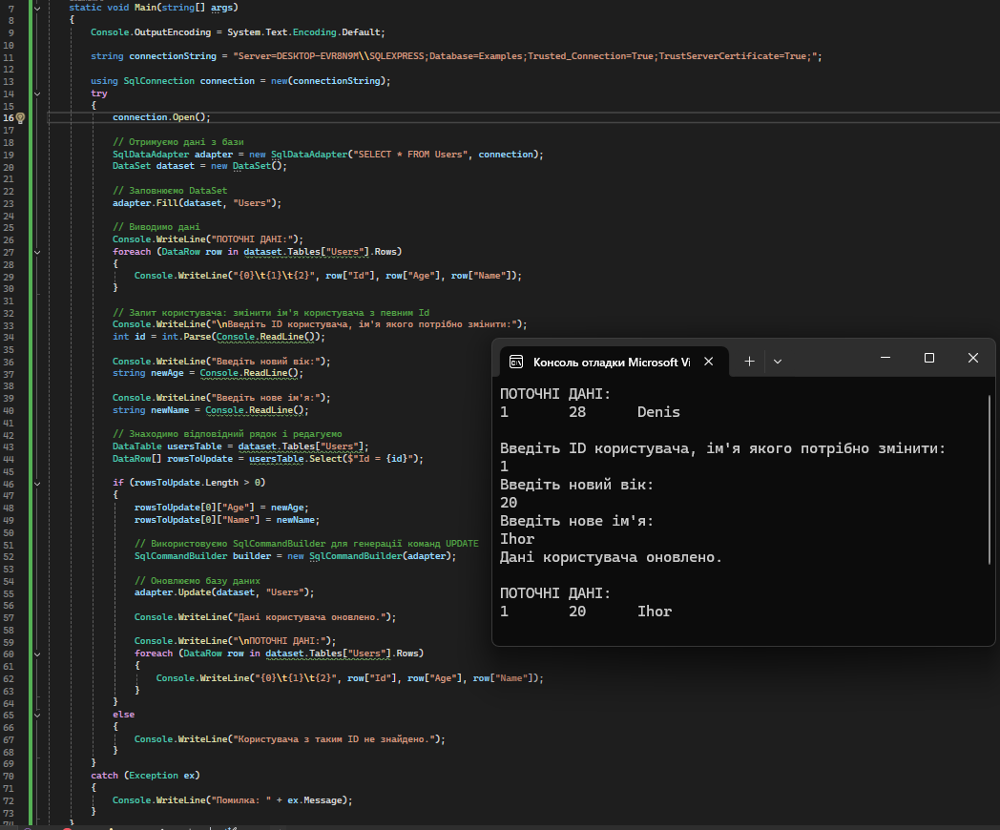 7 static void Main(string[] args)
8 {
9 Console.OutputEncoding = System.Text.Encoding.Default;
10
11 string connectionString = "Server=DESKTOP-EVR8N9M\\SQLEXPRESS;Database=Examples;Trusted_Connection=True;TrustServerCertificate=True;";
12
13 using SqlConnection connection = new(connectionString);
14 try
15 {
16 connection.Open();
17
18 // Отримуємо дані з бази
19 SqlDataAdapter adapter = new SqlDataAdapter("SELECT * FROM Users", connection);
20 DataSet dataset = new DataSet();
21
22 // Заповнюємо DataSet
23 adapter.Fill(dataset, "Users");
24
25 // Виводимо дані
26 Console.WriteLine("ПОТОЧНІ ДАНІ:");
27 foreach (DataRow row in dataset.Tables["Users"].Rows)
28 {
29 Console.WriteLine("{0}\t{1}\t{2}", row["Id"], row["Age"], row["Name"]);
30 }
31
32 // Запит користувача: змінити ім'я користувача з певним Id
33 Console.WriteLine("\nВведіть ID користувача, ім'я якого потрібно змінити:");
34 int id = int.Parse(Console.ReadLine());
35
36 Console.WriteLine("Введіть новий вік:");
37 string newAge = Console.ReadLine();
38
39 Console.WriteLine("Введіть нове ім'я:");
40 string newName = Console.ReadLine();
41
42 // Знаходимо відповідний рядок і редагуємо
43 DataTable usersTable = dataset.Tables["Users"];
44 DataRow[] rowsToUpdate = usersTable.Select($"Id = {id}");
45
46 if (rowsToUpdate.Length > 0)
47 {
48 rowsToUpdate[0]["Age"] = newAge;
49 rowsToUpdate[0]["Name"] = newName;
50
51 // Використовуємо SqlCommandBuilder для генерації команд UPDATE
52 SqlCommandBuilder builder = new SqlCommandBuilder(adapter);
53
54 // Оновлюємо базу даних
55 adapter.Update(dataset, "Users");
56
57 Console.WriteLine("Дані користувача оновлено.");
58
59 Console.WriteLine("\nПОТОЧНІ ДАНІ:");
60 foreach (DataRow row in dataset.Tables["Users"].Rows)
61 {
62 Console.WriteLine("{0}\t{1}\t{2}", row["Id"], row["Age"], row["Name"]);
63 }
64 }
65 else
66 {
67 Console.WriteLine("Користувача з таким ID не знайдено.");
68 }
69 }
70 catch (Exception ex)
71 {
72 Console.WriteLine("Помилка: " + ex.Message);
73 }
74 }
Консоль отладки Microsoft Vi
ПОТОЧНІ ДАНІ:
1 28 Denis
Введіть ID користувача, ім'я якого потрібно змінити:
1
Введіть новий вік:
20
Введіть нове ім'я:
Ihor
Дані користувача оновлено.
ПОТОЧНІ ДАНІ:
1 20 Ihor